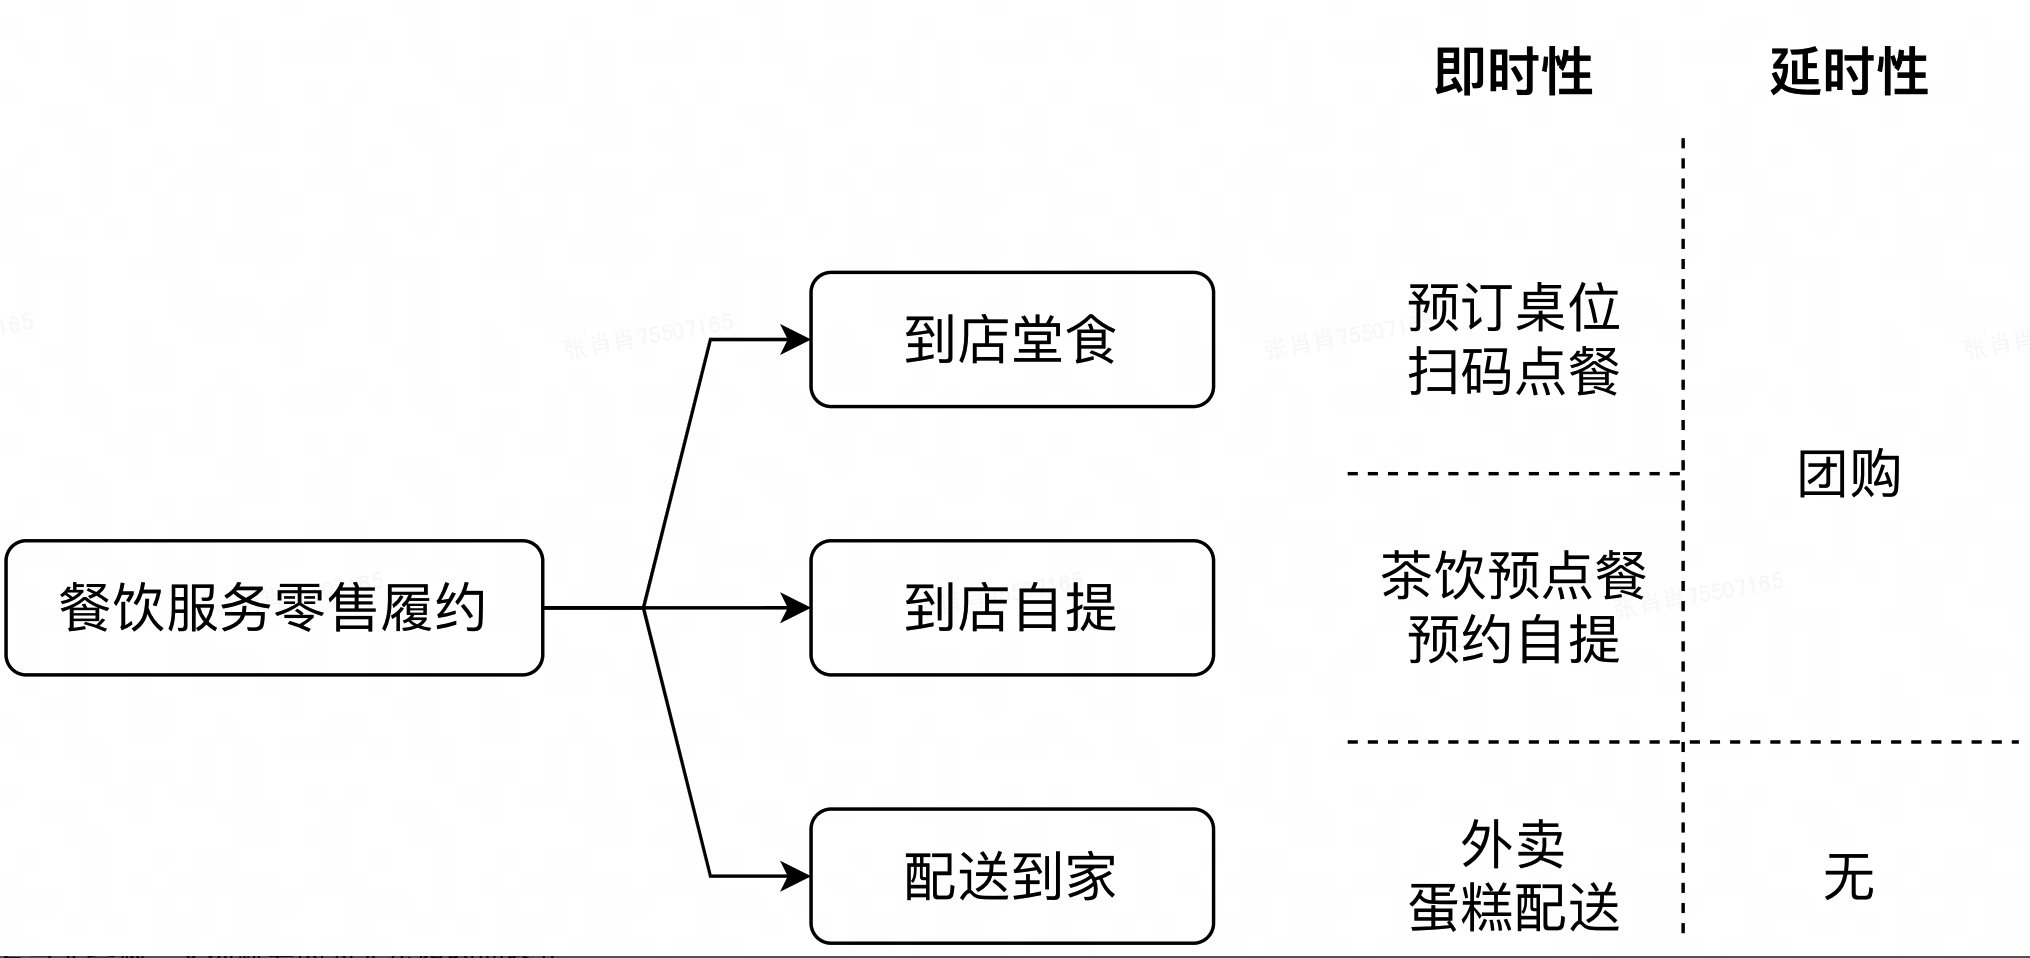 即时性 延时性
到店堂食
预订桌位
扫码点餐
团购
餐饮服务零售履约
到店自提
茶饮预点餐
预约自提
配送到家
外卖
蛋糕配送
无
张肖肖75507165